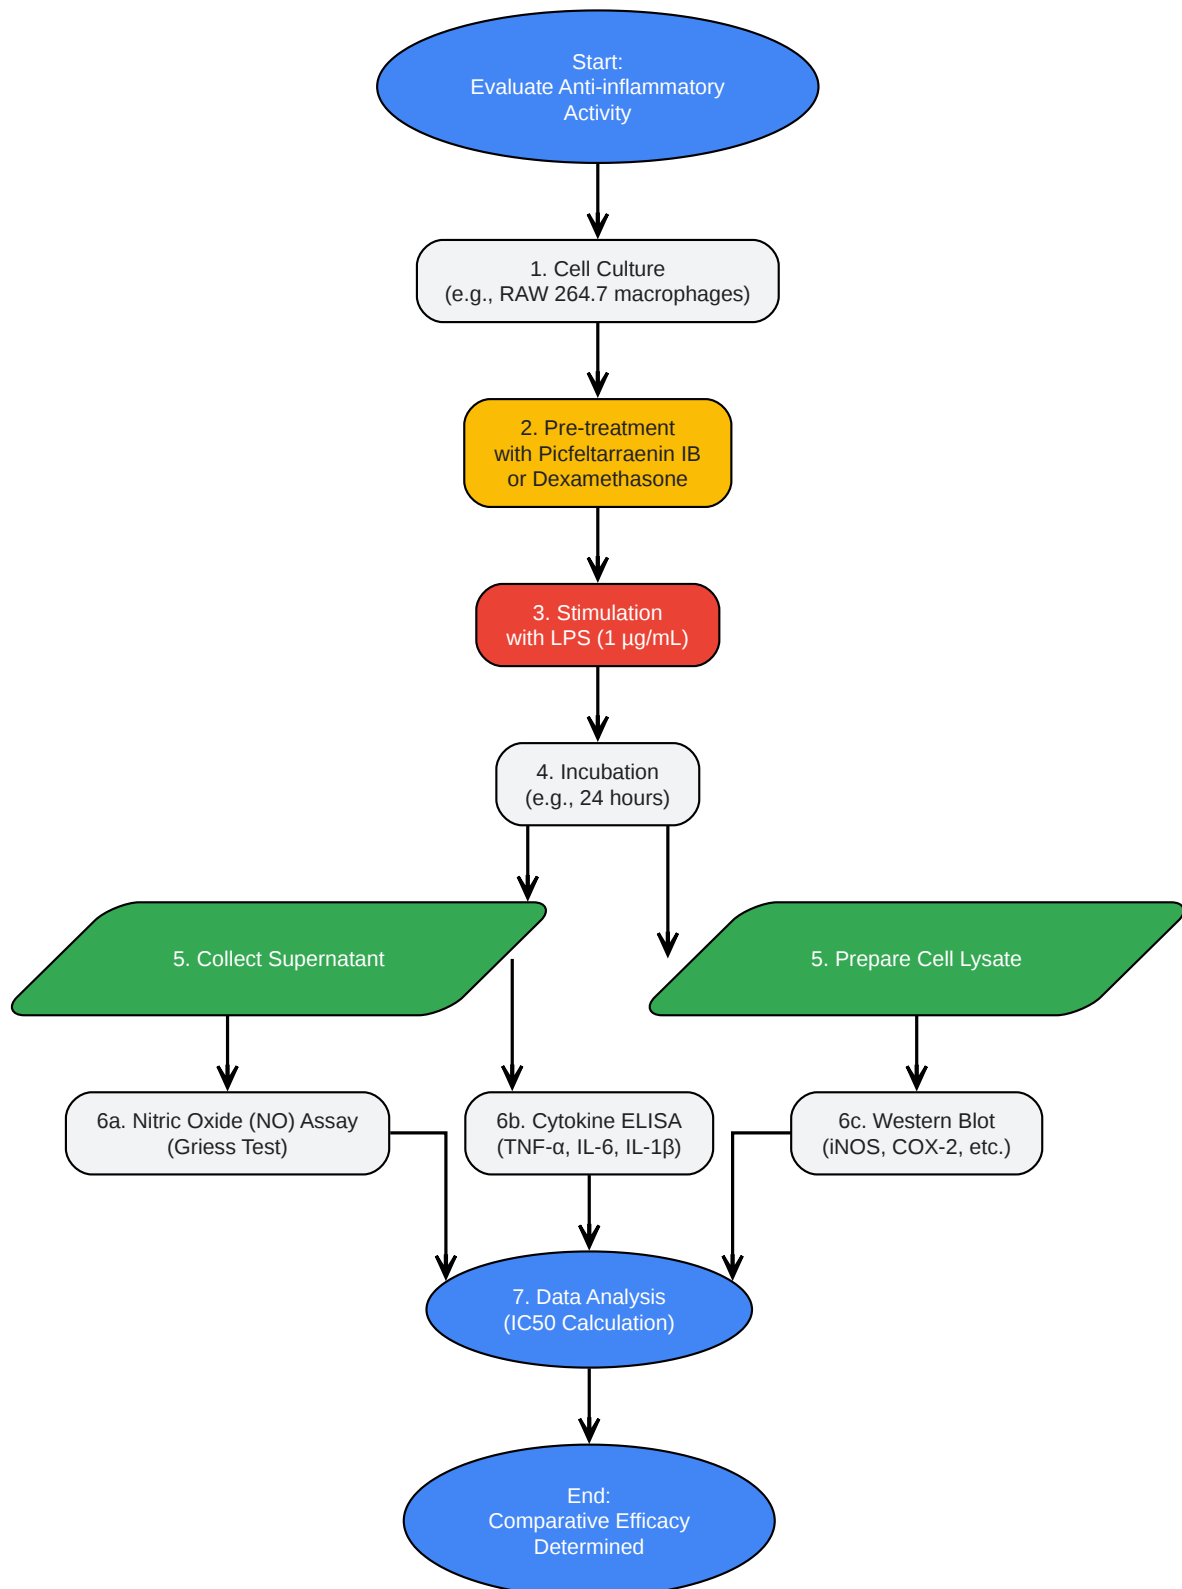 Start:
Evaluate Anti-inflammatory
Activity
1. Cell Culture
(e.g., RAW 264.7 macrophages)
2. Pre-treatment
with Picfeltarraenin IB
or Dexamethasone
3. Stimulation
with LPS (1 µg/mL)
4. Incubation
(e.g., 24 hours)
5. Collect Supernatant
5. Prepare Cell Lysate
6a. Nitric Oxide (NO) Assay
(Griess Test)
6b. Cytokine ELISA
(TNF-α, IL-6, IL-1β)
6c. Western Blot
(iNOS, COX-2, etc.)
7. Data Analysis
(IC50 Calculation)
End:
Comparative Efficacy
Determined